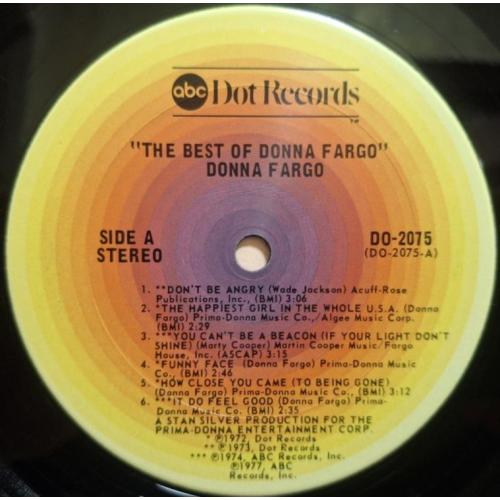 abc Dot Records
TM
"THE BEST OF DONNA FARGO"
DONNA FARGO
SIDE A
STEREO
DO-2075
(DO-2075-A)
1. **DON'T BE ANGRY (Wade Jackson) Acuff-Rose
Publications, Inc., (BMI) 3:06
2. *THE HAPPIEST GIRL IN THE WHOLE U.S.A. (Donna
Fargo) Prima-Donna Music Co., /Algee Music Corp.
(BMI) 2:29
3. ***YOU CAN'T BE A BEACON (IF YOUR LIGHT DON'T
SHINE) (Marty Cooper) Martin Cooper Music/Fargo
House, Inc. (ASCAP) 3:15
4. *FUNNY FACE (Donna Fargo) Prima-Donna Music
Co., (BMI) 2:46
5. *HOW CLOSE YOU CAME (TO BEING GONE)
(Donna Fargo) Prima-Donna Music Co., (BMI) 3:12
6. ***IT DO FEEL GOOD (Donna Fargo) Prima-
Donna Music Co., (BMI) 2:35
A STAN SILVER PRODUCTION FOR THE
PRIMA-DONNA ENTERTAINMENT CORP.
* ℗1972, Dot Records
** ℗1973, Dot Records
*** ℗1974, ABC Records, Inc.
℗1977, ABC
Records, Inc.